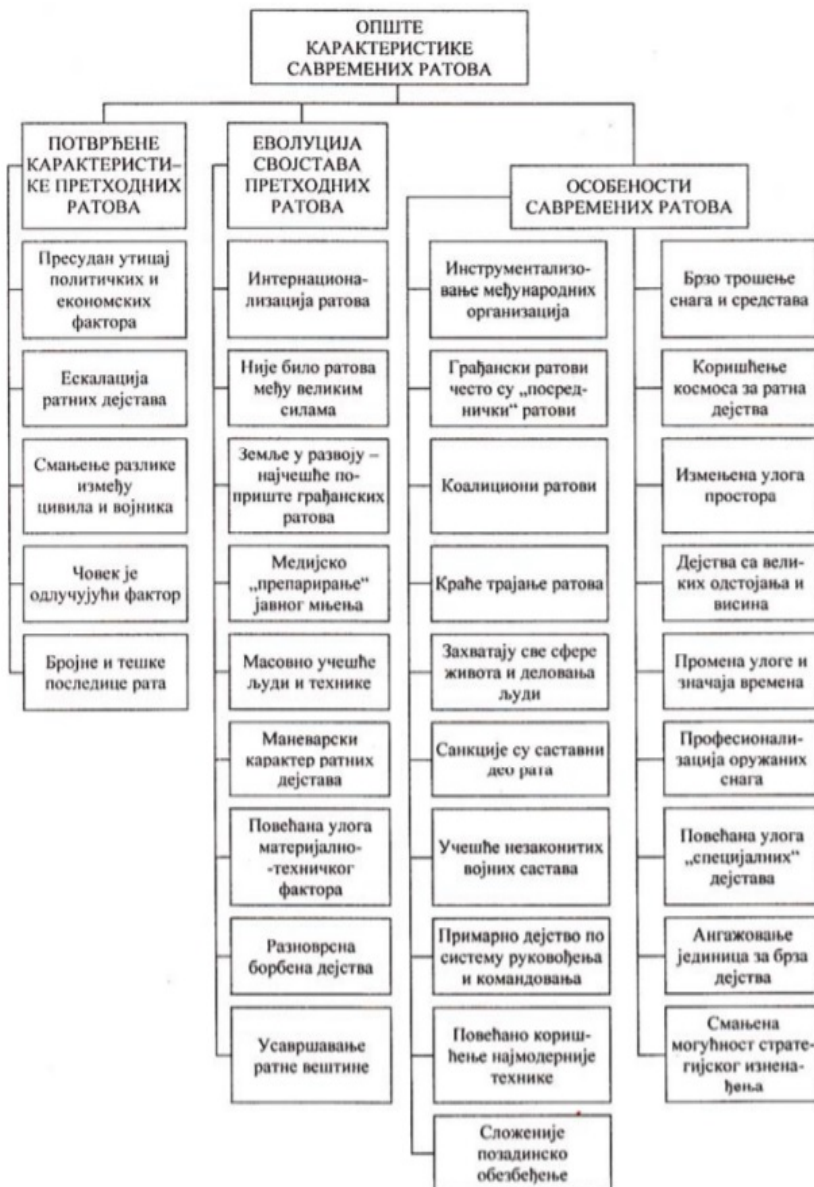 ОПШТЕ
КАРАКТЕРИСТИКЕ
САВРЕМЕНИХ РАТОВА
ПОТВРЂЕНЕ
КАРАКТЕРИСТИ–
КЕ ПРЕТХОДНИХ
РАТОВА
Пресудан утицај
политичких и
економских
фактора
Ескалација
ратних дејстава
Смањење разлике
између
цивила и војника
Човек је
одлучујући фактор
Бројне и тешке
последице рата
ЕВОЛУЦИЈА
СВОЈСТАВА
ПРЕТХОДНИХ
РАТОВА
Интернациона-
лизација ратова
Није било ратова
међу великим
силама
Земље у развоју –
најчешће по-
приште грађанских
ратова
Медијско
„препарирање“
јавног мњења
Масовно учешће
људи и технике
Маневарски
карактер ратних
дејстава
Повећана улога
материјално-
-техничког
фактора
Разноврсна
борбена дејства
Усавршавање
ратне вештине
ОСОБЕНОСТИ
САВРЕМЕНИХ РАТОВА
Инструментализо-
вање међународних
организација
Грађански ратови
често су „посред-
нички“ ратови
Коалициони ратови
Краће трајање ратова
Захватају све сфере
живота и деловања
људи
Санкције су саставни
део рата
Учешће незаконитих
војних састава
Примарно дејство по
систему руковођења
и командовања
Повећано кориш-
ћење најмодерније
технике
Сложеније
позадинско
обезбеђење
Брзо трошење
снага и средстава
Коришћење
космоса за ратна
дејства
Измењена улога
простора
Дејства са вели-
ких одстојања и
висина
Промена улоге и
значаја времена
Професионали-
зација оружаних
снага
Повећана улога
„специјалних“
дејстава
Ангажовање
јединица за брза
дејства
Смањена
могућност страте-
гијског изнена-
ђења